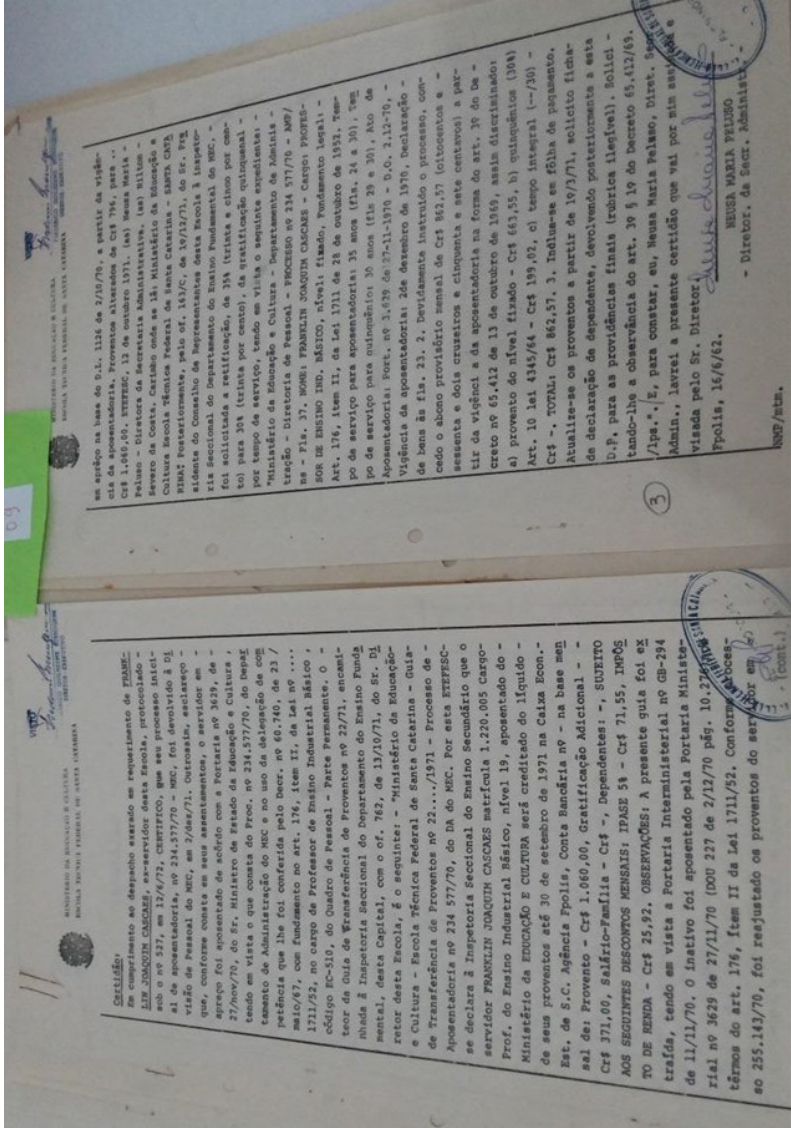 MINISTÉRIO DA EDUCAÇÃO E CULTURA
ESCOLA TECNICA FEDERAL DE SANTA CATARINA
VISTO
Certidão:
Em cumprimento ao despacho exarado em requerimento de FRANK-
LIN JOAQUIM CASCAES, ex-servidor desta Escola, protocolado -
sob o nº 527, em 12/6/72, CERTIFICO, que seu processo inici-
al de aposentadoria, nº 234.577/70 - MEC, foi devolvido à Di
visão de Pessoal do MEC, em 2/dez/71. Outrossim, esclareço -
que, conforme consta em seus assentamentos, o servidor em -
aprêço foi aposentado de acôrdo com a Portaria nº 3629, de -
27/nov/70, do Sr. Ministro de Estado da Educação e Cultura ,
tendo em vista o que consta do Proc. nº 234.577/70, do Depar
tamento de Administração do MEC e no uso da delegação de com
petência que lhe foi conferida pelo Decr. nº 60.740, de 23 /
maio/67, com fundamento no art. 176, item II, da Lei nº ....
1711/52, no cargo de Professor de Ensino Industrial Básico ,
código EC-510, do Quadro de Pessoal - Parte Permanente. O -
teor da Guia de Transferência de Proventos nº 22/71, encami-
nhada à Inspetoria Seccional do Departamento do Ensino Funda
mental, desta Capital, com o of. 762, de 13/10/71, do Sr. Di
retor desta Escola, é o seguinte: - "Ministério da Educação-
e Cultura - Escola Técnica Federal de Santa Catarina - Guia-
de Transferência de Proventos nº 22..../1971 - Processo de -
Aposentadoria nº 234 577/70, do DA do MEC. Por esta ETEFESC-
se declara à Inspetoria Seccional do Ensino Secundário que o
servidor FRANKLIN JOAQUIM CASCAES matrícula 1.220.005 Cargo-
Prof. do Ensino Industrial Básico, nível 19, aposentado do -
Ministério da EDUCAÇÃO E CULTURA será creditado do líquido -
de seus proventos até 30 de setembro de 1971 na Caixa Econ.-
Est. de S.C. Agência Fpolis, Conta Bancária nº - na base men
sal de: Provento - Cr$ 1.060,00, Gratificação Adicional - -
Cr$ 371,00, Salário-Família - Cr$ -, Dependentes: -, SUJEITO
AOS SEGUINTES DESCONTOS MENSAIS: IPASE 5% - Cr$ 71,55, IMPÔS
TO DE RENDA - Cr$ 25,92. OBSERVAÇÕES: A presente guia foi ex
traída, tendo em vista a Portaria Interministerial nº GB-294
de 11/11/70. O inativo foi aposentado pela Portaria Ministe-
rial nº 3629 de 27/11/70 (DOU 227 de 2/12/70 pág. 10.27
têrmos do art. 176, ítem II da Lei 1711/52. Conforme proces-
so 255.143/70, foi reajustado os proventos do servidor em
- (cont.)
09
MINISTÉRIO DA EDUCAÇÃO E CULTURA
ESCOLA TECNICA FEDERAL DE SANTA CATARINA
em aprêço na base do D.L. 1126 de 2/10/70, a partir da vigên-
cia da aposentadoria. Proventos alterados de Cr$ 794, para ..
Cr$ 1.060,00. ETEFESC, 12 de outubro 1971. (as) Neusa Maria -
Peluso - Diretora da Secretaria Administrativa. (as) Nilton -
Severo da Costa. Carimbo onde se lê: Ministério da Educação e
Cultura Escola Técnica Federal de Santa Catarina - SANTA CATA
RINA". Posteriormente, pelo of. 163/C, de 19/12/71, do Sr. Pre
sidente do Conselho de Representantes desta Escola à Inspeto-
ria Seccional do Departamento do Ensino Fundamental do MEC, -
foi solicitada a retificação, de 35% (trinta e cinco por cen-
to) para 30% (trinta por cento), da gratificação quinquenal -
por tempo de serviço, tendo em vista o seguinte expediente: -
"Ministério da Educação e Cultura - Departamento de Adminis -
tração - Diretoria de Pessoal - PROCESSO nº 234 577/70 - AMP/
ns - Fls. 37. NOME: FRANKLIN JOAQUIM CASCAES - Cargo: PROFES-
SOR DE ENSINO IND. BÁSICO, nível: fixado, Fundamento legal: -
Art. 176, item II, da Lei 1711 de 28 de outubro de 1952. Tem-
po de serviço para aposentadoria: 35 anos (fls. 24 a 30), Tem
po de serviço para quinquênio: 30 anos (fls 29 e 30), Ato de
Aposentadoria: Port. nº 3.629 de 27-11-1970 - D.O. 2.12-70, -
Vigência da aposentadoria: 2de dezembro de 1970, Declaração -
de bens às fls. 23. 2. Devidamente instruído o processo, con-
cedo o abono provisório mensal de Cr$ 862,57 (oitocentos e -
sessenta e dois cruzeiros e cinquenta e sete centavos) a par-
tir da vigênci a da aposentadoria na forma do art. 39 do De -
creto nº 65.412 de 13 de outubro de 1969, assim discriminado:
a) provento do nível fixado - Cr$ 663,55, b) quinquênios (30%)
Art. 10 lei 4345/64 - Cr$ 199,02, c) tempo integral (--/30) -
Cr$ -. TOTAL: Cr$ 862,57. 3. Inclua-se em fôlha de pagamento.
Atualize-se os proventos a partir de 19/3/71, solicito ficha-
de declaração de dependente, devolvendo posteriormente a esta
D.P. para as providências finais (rubrica ilegível). Solici -
tando-lhe a observância do art. 39 § 19 do Decreto 65.412/69.
/lps.". E, para constar, eu, Neusa Maria Peluso, Diret. Secr
Admin., lavrei a presente certidão que vai por mim assinada e
visada pelo Sr. Diretor.
Fpolis, 16/6/62.
NEUSA MARIA PELUSO
- Diretor, da Secr. Administ. -
3
NMP/mtm.